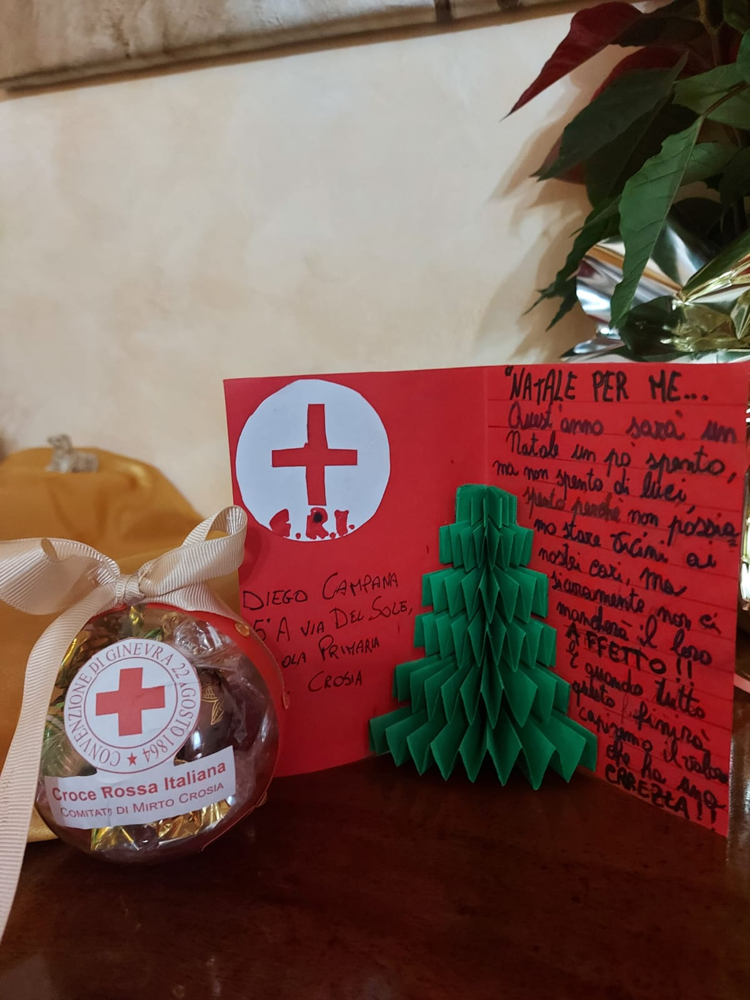 C.R.I.
DIEGO CAMPANA
5° A VIA DEL SOLE,
OLA PRIMARIA
CROSIA
"NATALE PER ME...
Quest'anno sarà un
Natale un pò spento,
ma non spento di luci,
spento perchè non possia=
mo stare vicini ai
nostri cari, ma
sicuramente non ci
mancherà il loro
AFFETTO!!
E quando tutto
questo finirà
capiremo il valore
che ha una
CAREZZA!!
CONVENZIONE DI GINEVRA 22 AGOSTO 1864
Croce Rossa Italiana
COMITATO DI MIRTO CROSIA